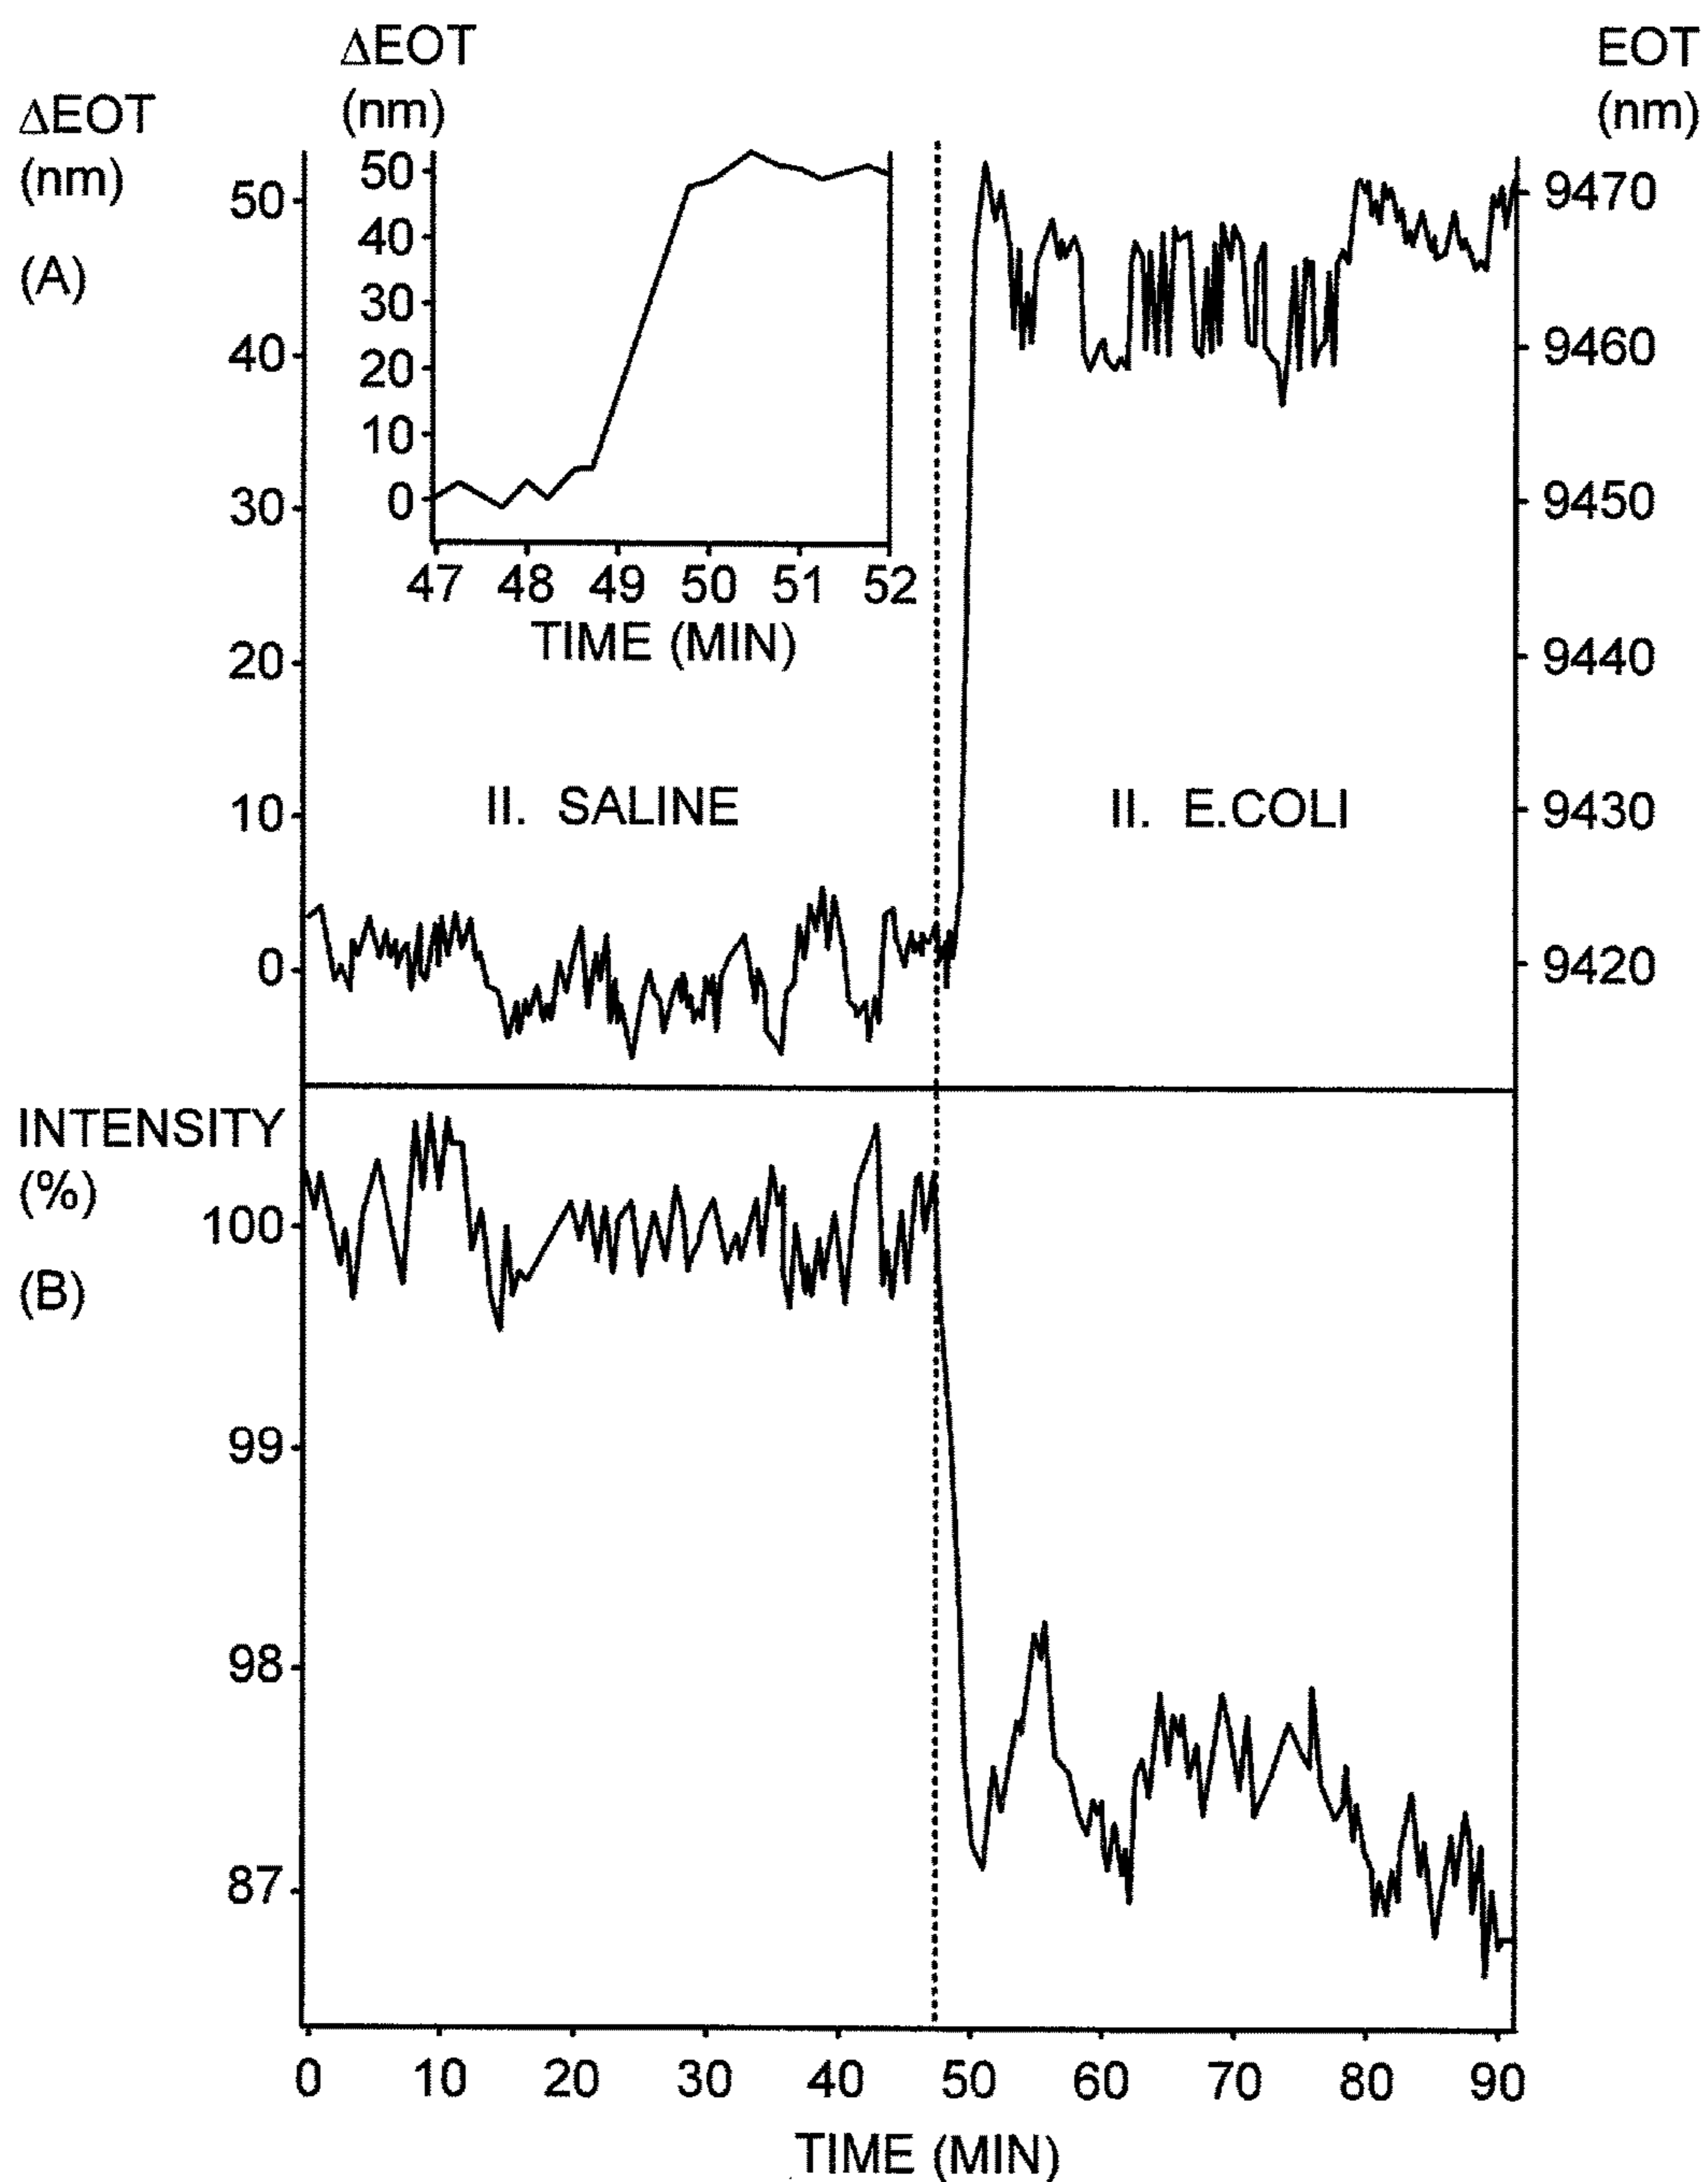 ΔEOT
(nm)
(A)
50
40
30
20
10
0
ΔEOT
(nm)
50
40
30
20
10
0
47 48 49 50 51 52
TIME (MIN)
EOT
(nm)
9470
9460
9450
9440
9430
9420
II. SALINE
II. E.COLI
INTENSITY
(%)
(B)
100
99
98
87
0 10 20 30 40 50 60 70 80 90
TIME (MIN)